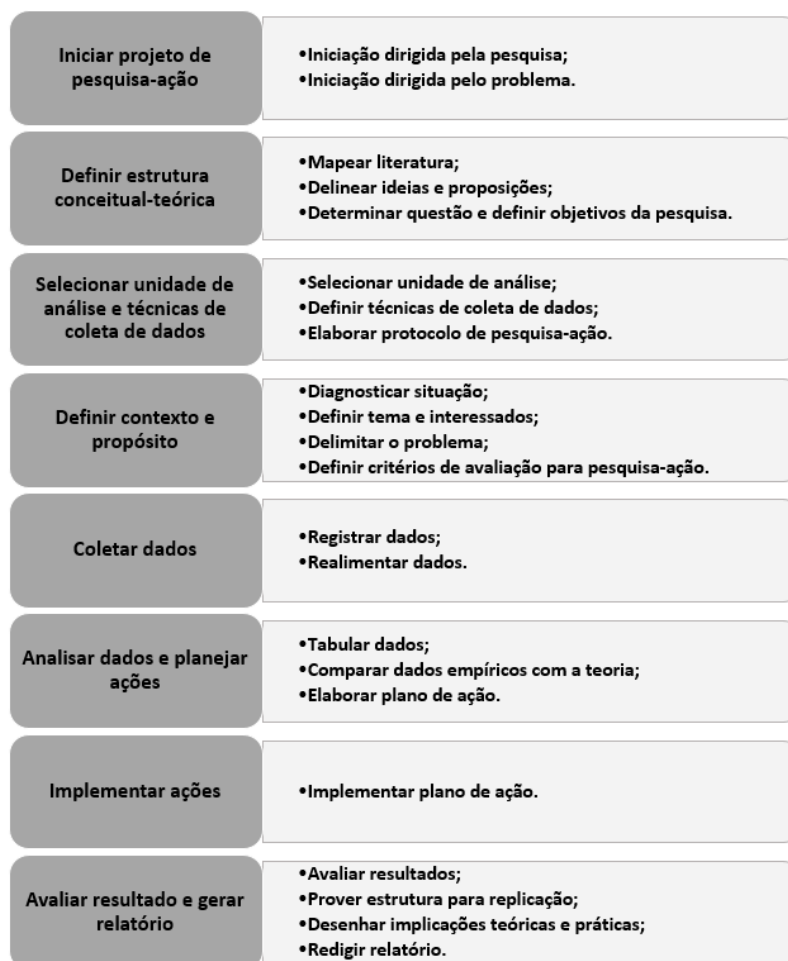 Iniciar projeto de
pesquisa-ação
•Iniciação dirigida pela pesquisa;
•Iniciação dirigida pelo problema.
Definir estrutura
conceitual-teórica
•Mapear literatura;
•Delinear ideias e proposições;
•Determinar questão e definir objetivos da pesquisa.
Selecionar unidade de
análise e técnicas de
coleta de dados
•Selecionar unidade de análise;
•Definir técnicas de coleta de dados;
•Elaborar protocolo de pesquisa-ação.
Definir contexto e
propósito
•Diagnosticar situação;
•Definir tema e interessados;
•Delimitar o problema;
•Definir critérios de avaliação para pesquisa-ação.
Coletar dados
•Registrar dados;
•Realimentar dados.
Analisar dados e planejar
ações
•Tabular dados;
•Comparar dados empíricos com a teoria;
•Elaborar plano de ação.
Implementar ações
•Implementar plano de ação.
Avaliar resultado e gerar
relatório
•Avaliar resultados;
•Prover estrutura para replicação;
•Desenhar implicações teóricas e práticas;
•Redigir relatório.